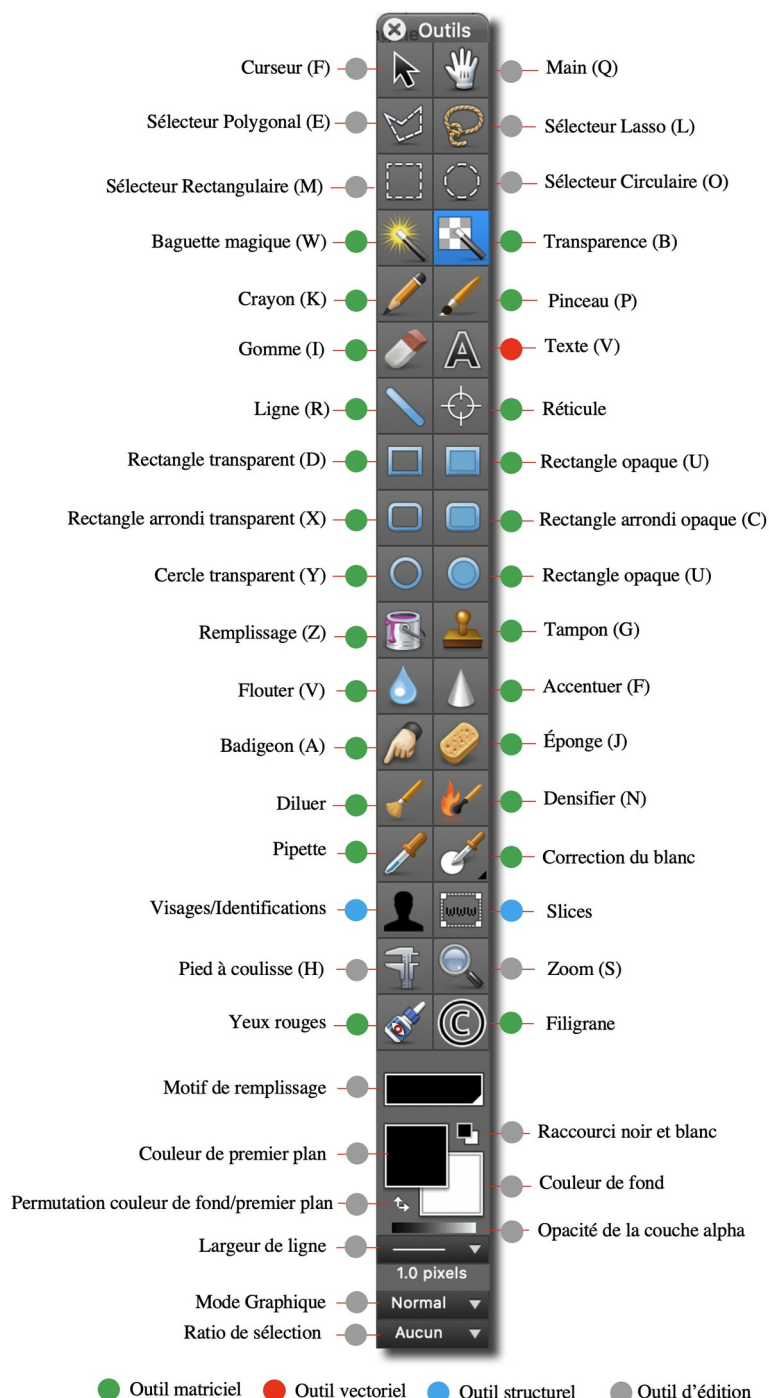 Outils
Curseur (F)
Main (Q)
Sélecteur Polygonal (E)
Sélecteur Lasso (L)
Sélecteur Rectangulaire (M)
Sélecteur Circulaire (O)
Baguette magique (W)
Transparence (B)
Crayon (K)
Pinceau (P)
Gomme (I)
A
Texte (V)
Ligne (R)
Réticule
Rectangle transparent (D)
Rectangle opaque (U)
Rectangle arrondi transparent (X)
Rectangle arrondi opaque (C)
Cercle transparent (Y)
Rectangle opaque (U)
Remplissage (Z)
Tampon (G)
Flouter (V)
Accentuer (F)
Badigeon (A)
Éponge (J)
Diluer
Densifier (N)
Pipette
Correction du blanc
Visages/Identifications
www
Slices
Pied à coulisse (H)
Zoom (S)
Yeux rouges
©
Filigrane
Motif de remplissage
Raccourci noir et blanc
Couleur de premier plan
Couleur de fond
Permutation couleur de fond/premier plan
Opacité de la couche alpha
Largeur de ligne
1.0 pixels
Mode Graphique
Normal
Ratio de sélection
Aucun
Outil matriciel
Outil vectoriel
Outil structurel
Outil d'édition